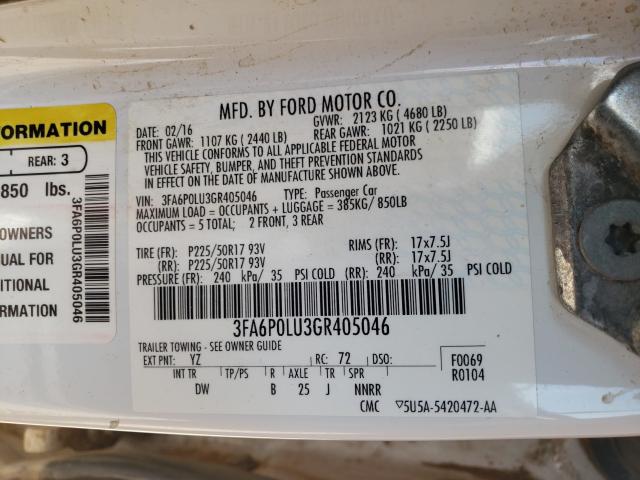 FORMATION
REAR: 3
850 lbs.
OWNERS
UAL FOR
DITIONAL
3FA6P0LU3GR405046
MFD. BY FORD MOTOR CO.
DATE: 02/16 GVWR: 2123 KG (4680 LB)
FRONT GAWR: 1107 KG (2440 LB) REAR GAWR: 1021 KG (2250 LB)
THIS VEHICLE CONFORMS TO ALL APPLICABLE FEDERAL MOTOR
VEHICLE SAFETY, BUMPER, AND THEFT PREVENTION STANDARDS
IN EFFECT ON THE DATE OF MANUFACTURE SHOWN ABOVE.
VIN: 3FA6P0LU3GR405046 TYPE: Passenger Car
MAXIMUM LOAD = OCCUPANTS + LUGGAGE = 385KG/ 850LB
OCCUPANTS = 5 TOTAL; 2 FRONT, 3 REAR
TIRE (FR): P225/50R17 93V RIMS (FR): 17x7.5J
(RR): P225/50R17 93V (RR): 17x7.5J
PRESSURE (FR): 240 kPa/ 35 PSI COLD (RR): 240 kPa/ 35 PSI COLD
3FA6P0LU3GR405046
TRAILER TOWING - SEE OWNER GUIDE
EXT PNT: YZ RC: 72 DSO: F0069
INT TR TP/PS R AXLE TR SPR R0104
DW B 25 J NNRR
CMC ▽5U5A-5420472-AA